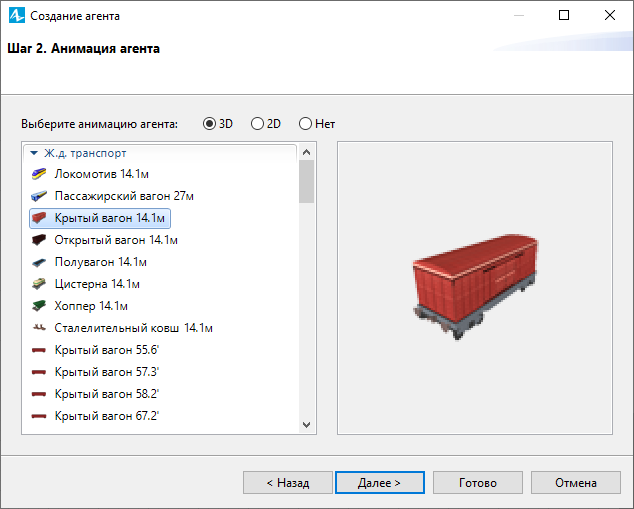 Создание агента
Шаг 2. Анимация агента
Выберите анимацию агента: 3D 2D Нет
Ж.д. транспорт
Локомотив 14.1м
Пассажирский вагон 27м
Крытый вагон 14.1м
Открытый вагон 14.1м
Полувагон 14.1м
Цистерна 14.1м
Хоппер 14.1м
Сталелительный ковш 14.1м
Крытый вагон 55.6'
Крытый вагон 57.3'
Крытый вагон 58.2'
Крытый вагон 67.2'
< Назад Далее > Готово Отмена